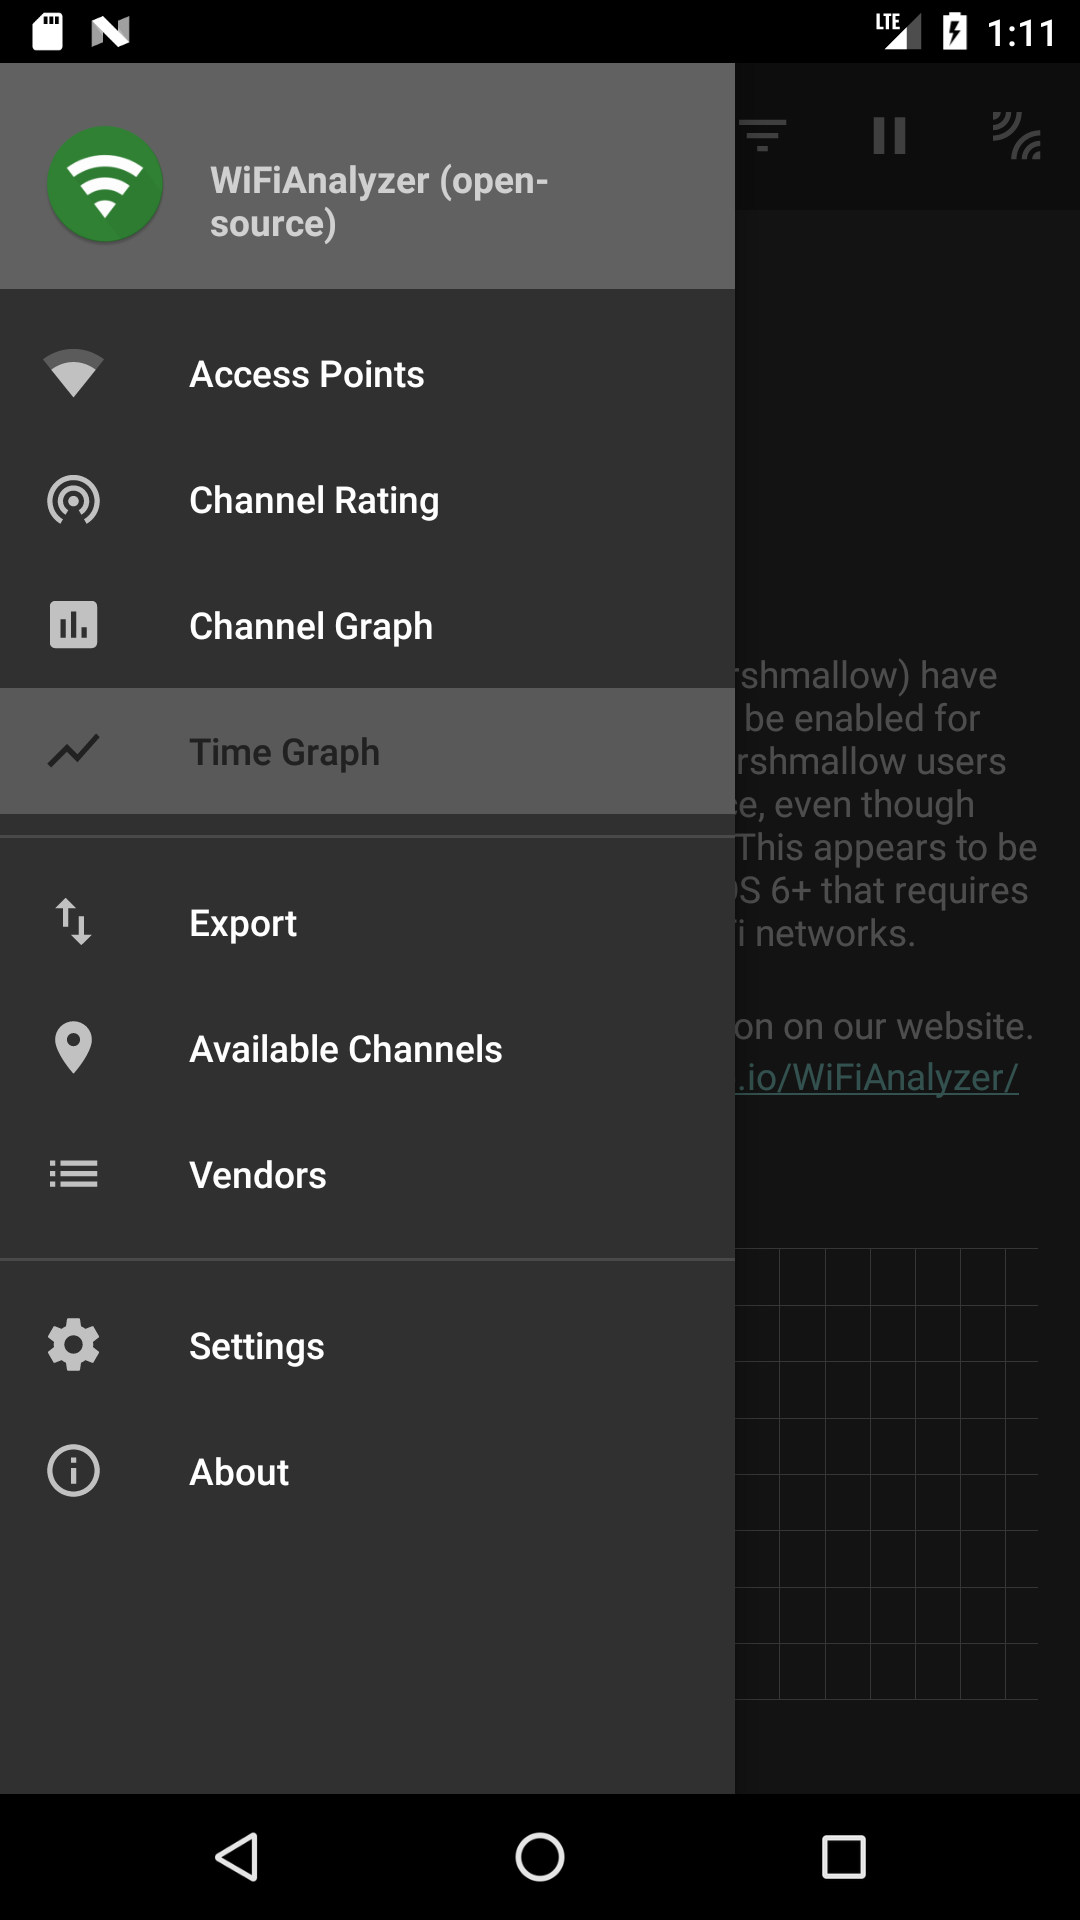 LTE 1:11
WiFiAnalyzer (open-
source)
Access Points
Channel Rating
Channel Graph
Time Graph
Export
Available Channels
Vendors
Settings
About
rshmallow) have
be enabled for
rshmallow users
ce, even though
This appears to be
OS 6+ that requires
i networks.
on on our website.
.io/WiFiAnalyzer/